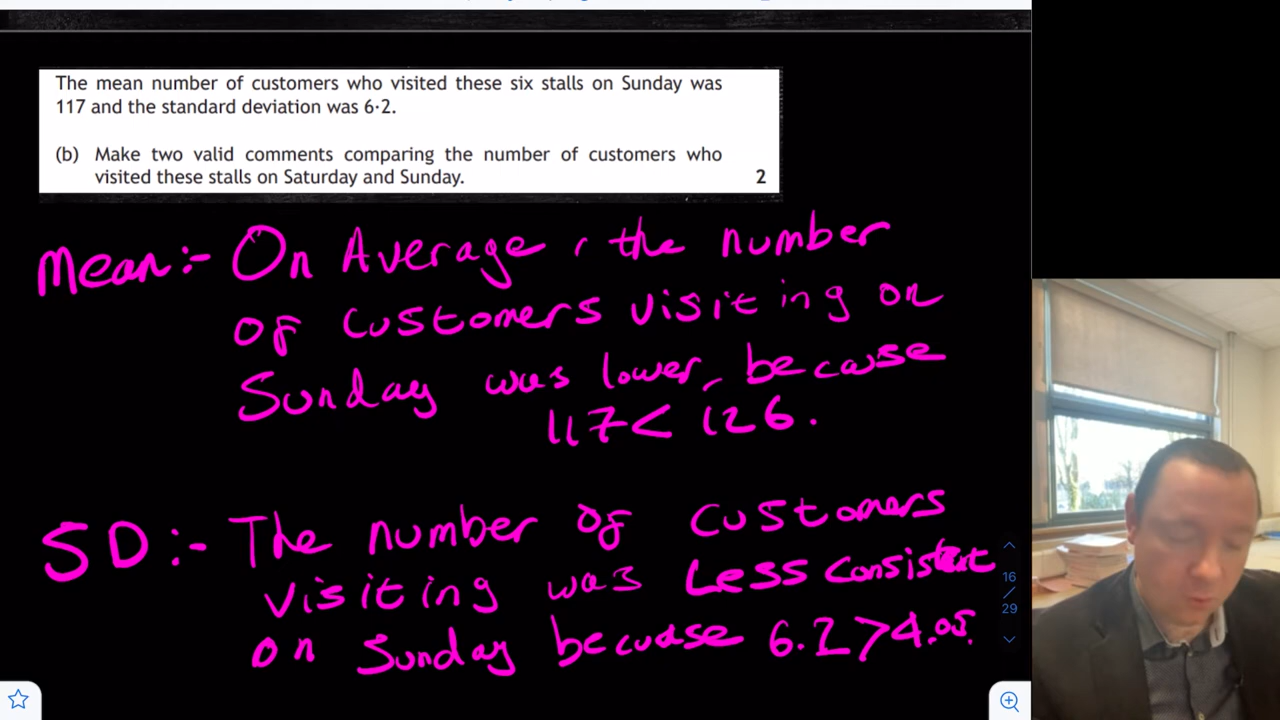 The mean number of customers who visited these six stalls on Sunday was
117 and the standard deviation was 6·2.
(b) Make two valid comments comparing the number of customers who
visited these stalls on Saturday and Sunday. 2
Mean:- On Average, the number
of customers visiting on
Sunday was lower, because
117 < 126.
SD:- The number of customers
visiting was Less consistent
on Sunday becuase 6.2 > 4.05.
16
/
29